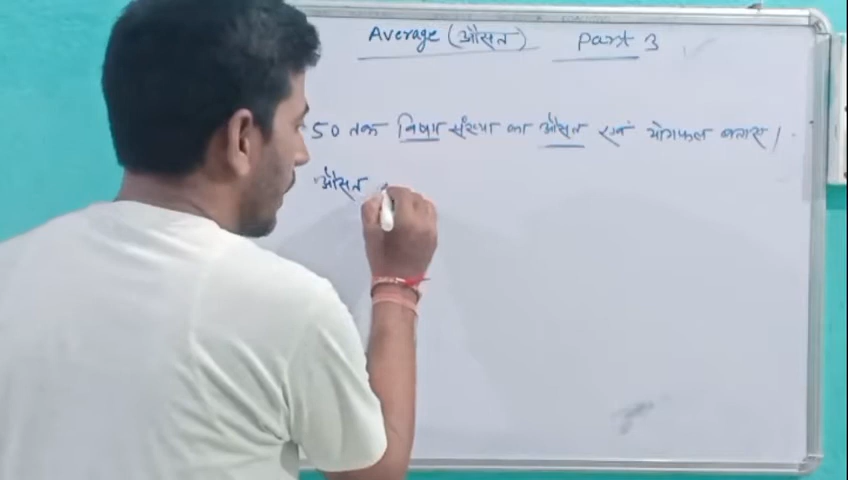 Average (औसत) Part 3
50 तक विषम संख्या का औसत एवं योगफल बताए।
औसत